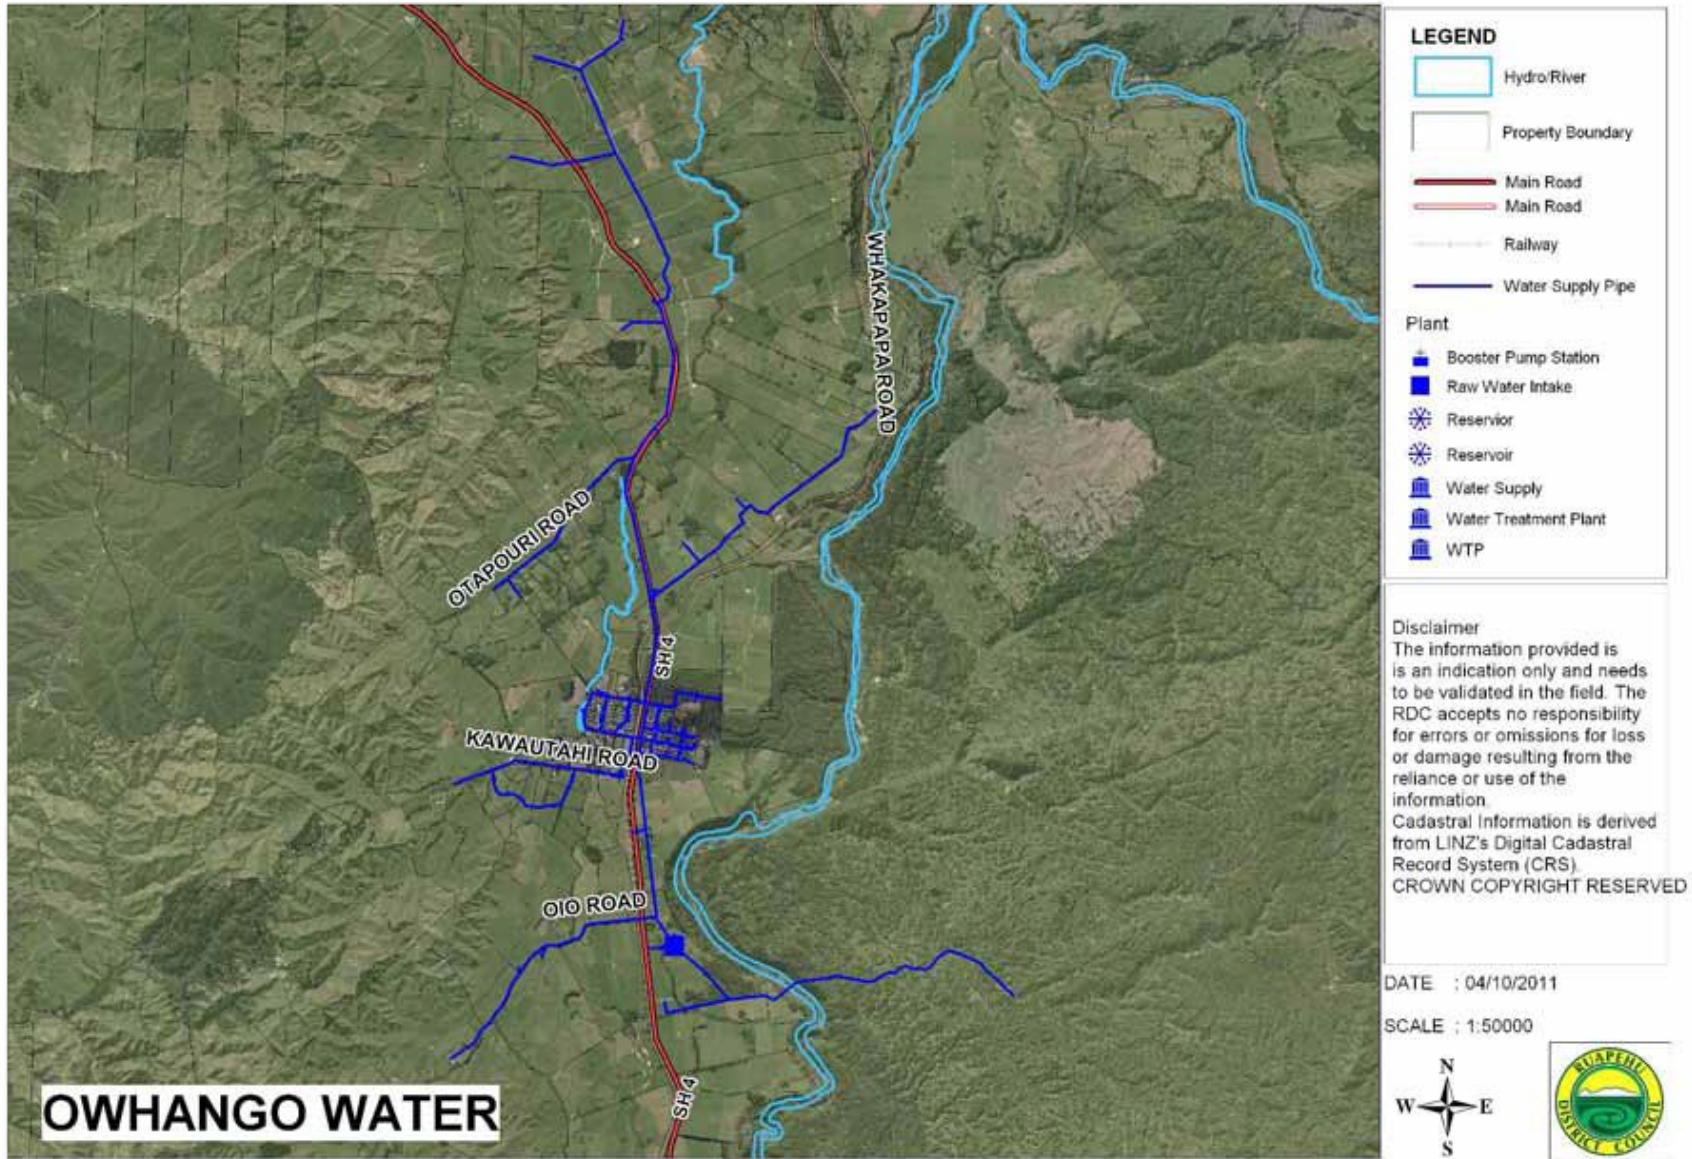 WHAKAPAPA ROAD
OTAPOURI ROAD
SH 4
KAWAUTAHI ROAD
OIO ROAD
SH 4
OWHANGO WATER
LEGEND
Hydro/River
Property Boundary
Main Road
Main Road
Railway
Water Supply Pipe
Plant
Booster Pump Station
Raw Water Intake
Reservior
Reservoir
Water Supply
Water Treatment Plant
WTP
Disclaimer
The information provided is
is an indication only and needs
to be validated in the field. The
RDC accepts no responsibility
for errors or omissions for loss
or damage resulting from the
reliance or use of the
information.
Cadastral Information is derived
from LINZ's Digital Cadastral
Record System (CRS).
CROWN COPYRIGHT RESERVED
DATE : 04/10/2011
SCALE : 1:50000
N
W E
S
RUAPEHU
DISTRICT COUNCIL